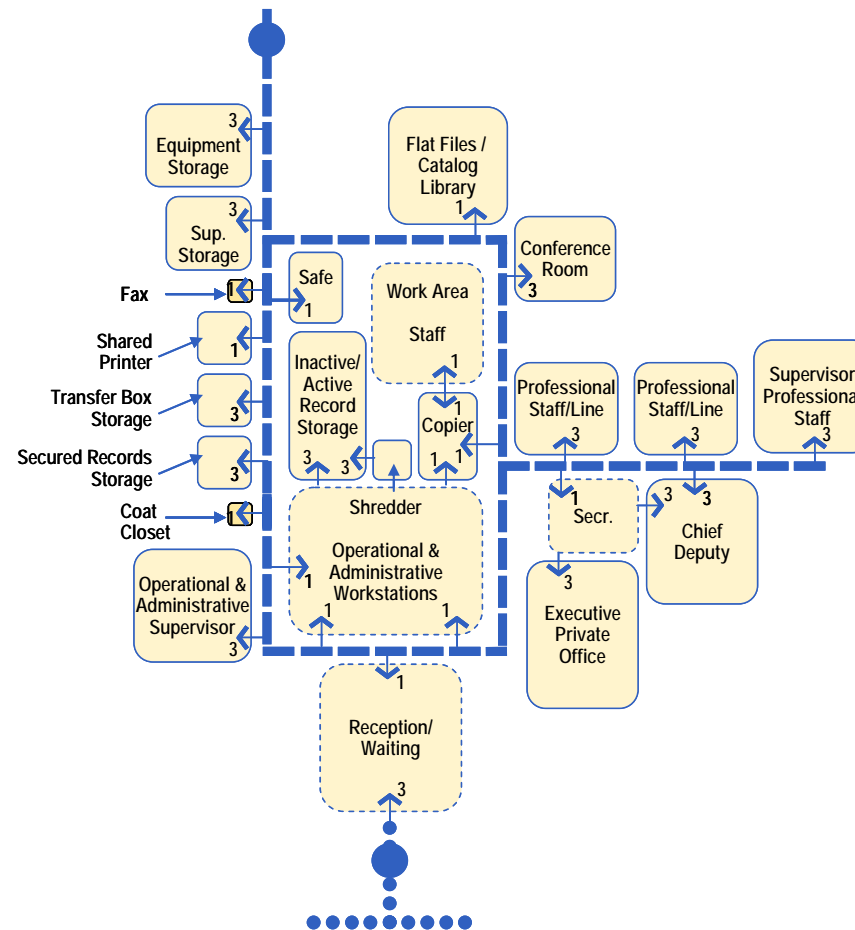 3
Equipment
Storage
3
Sup.
Storage
Flat Files /
Catalog
Library
1
Conference
Room
3
Fax
1
Safe
1
Work Area
Staff
1
Shared
Printer
1
Inactive/
Active
Record
Storage
3
3
1
Copier
1
1
Transfer Box
Storage
3
Secured Records
Storage
3
Coat
Closet
1
Professional
Staff/Line
3
Professional
Staff/Line
3
Supervisor
Professional
Staff
3
Shredder
Operational &
Administrative
Workstations
1
1
1
1
Secr.
3
3
Chief
Deputy
3
Executive
Private
Office
Operational &
Administrative
Supervisor
3
1
Reception/
Waiting
3